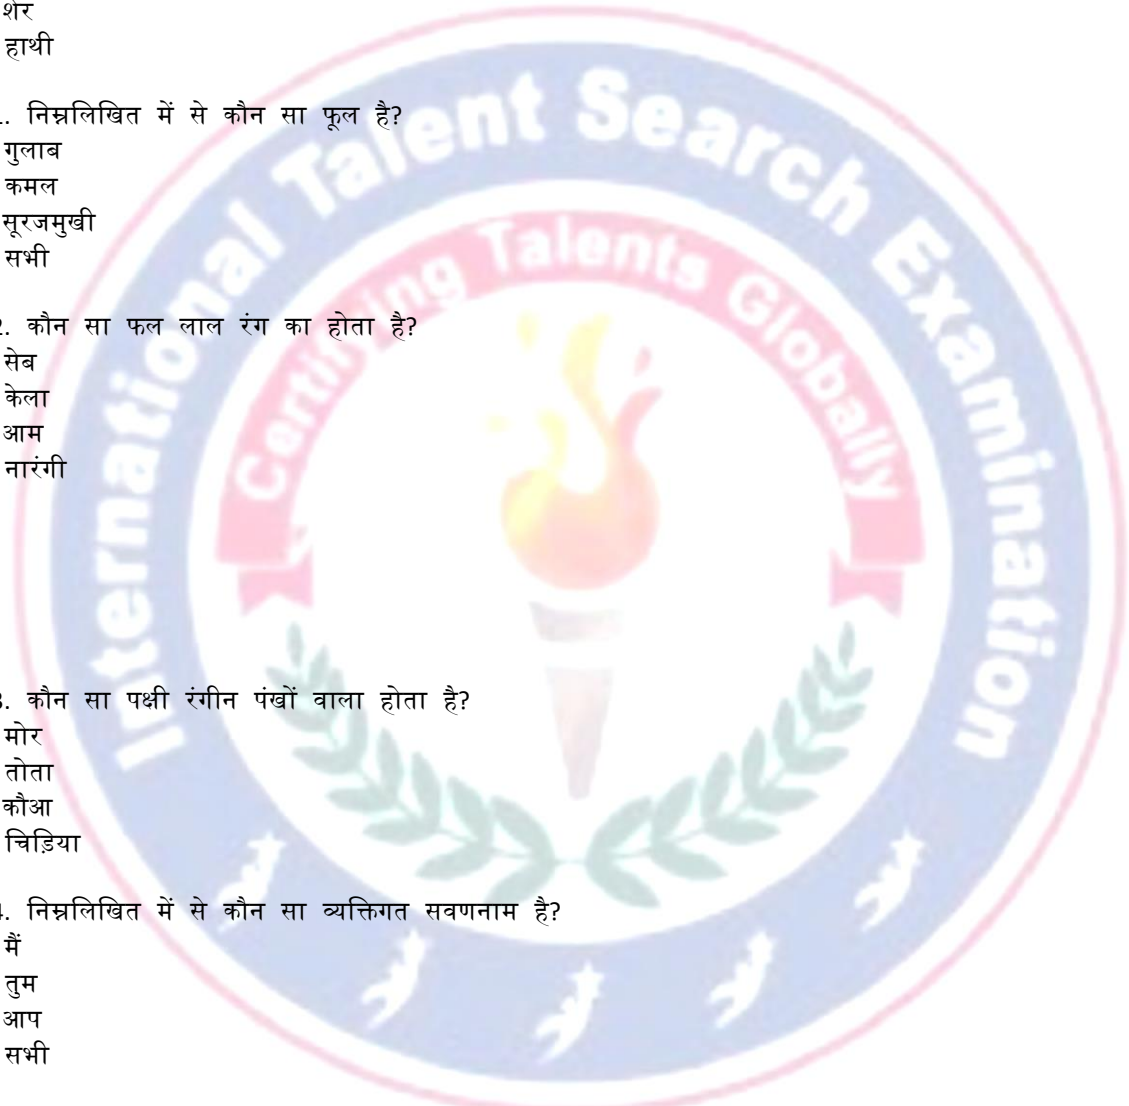 शेर
हाथी
. निम्नलिखित में से कौन सा फूल है?
गुलाब
कमल
सूरजमुखी
सभी
. कौन सा फल लाल रंग का होता है?
सेब
केला
आम
नारंगी
. कौन सा पक्षी रंगीन पंखों वाला होता है?
मोर
तोता
कौआ
चिड़िया
. निम्नलिखित में से कौन सा व्यक्तिगत सवणनाम है?
मैं
तुम
आप
सभी
International Talent Search Examination
Certifying Talents Globally